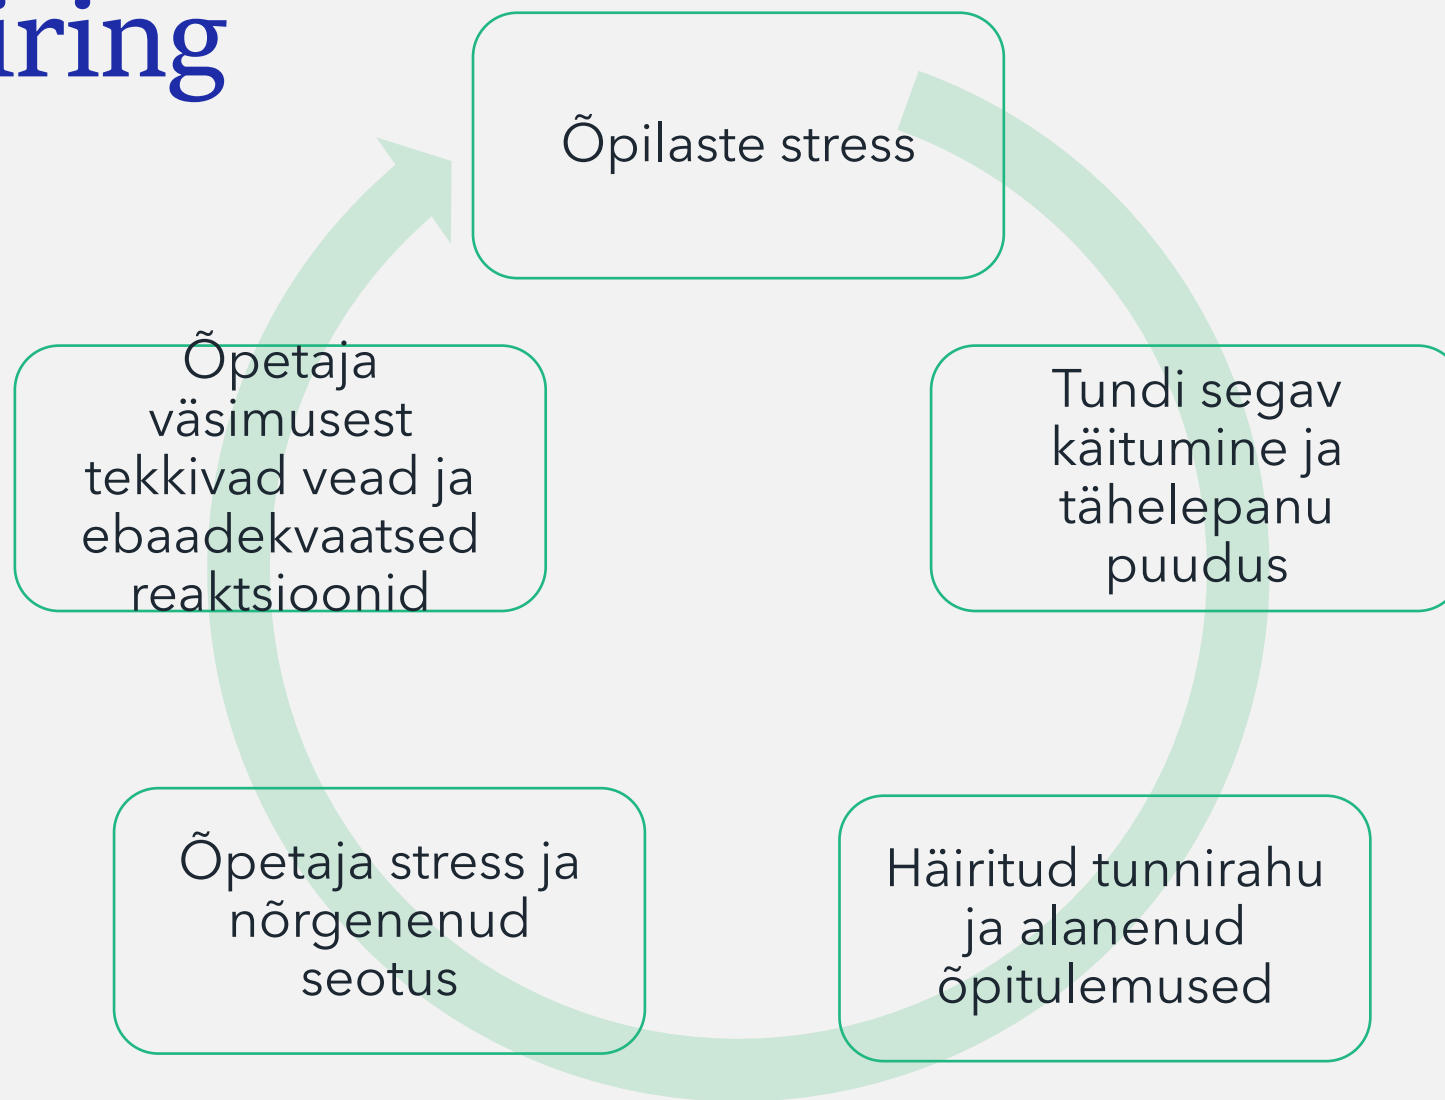 iring
Õpilaste stress
Tundi segav
käitumine ja
tähelepanu
puudus
Häiritud tunnirahu
ja alanenud
õpitulemused
Õpetaja stress ja
nõrgenenud
seotus
Õpetaja
väsimusest
tekkivad vead ja
ebaadekvaatsed
reaktsioonid